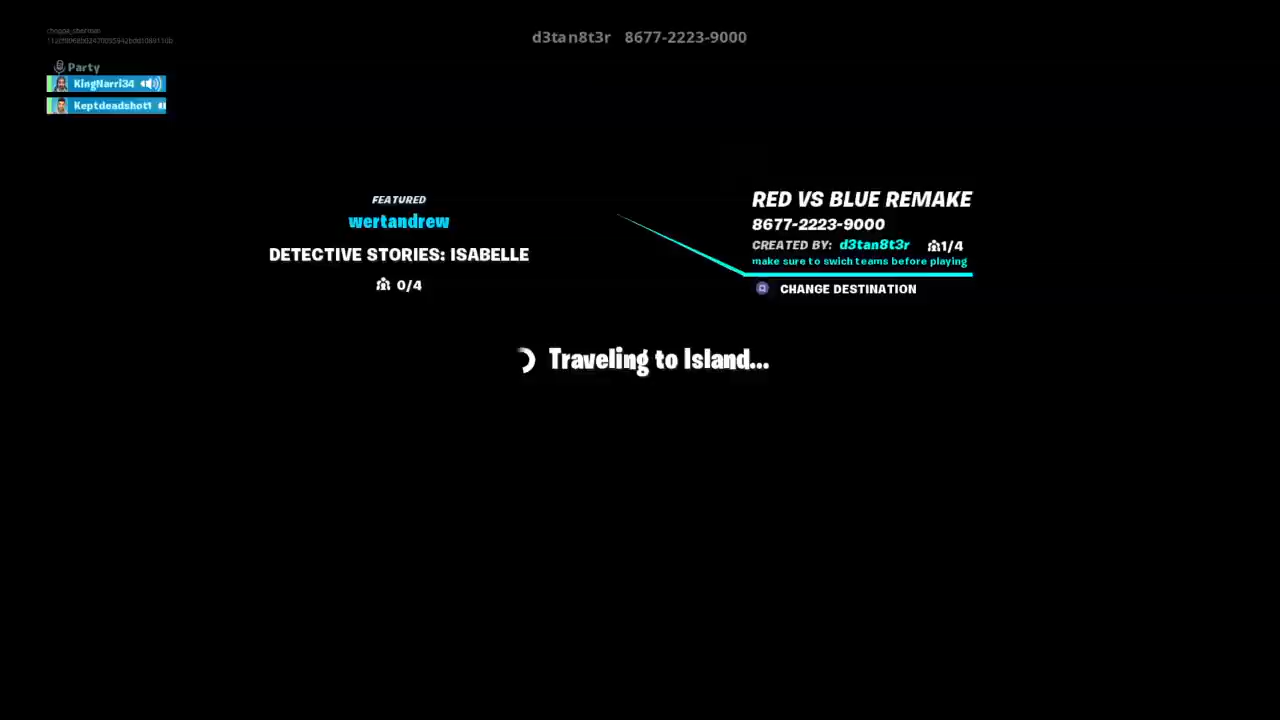 d3tan8t3r 8677-2223-9000
Party
KingNarri34
Keptdeadshot1
FEATURED
wertandrew
DETECTIVE STORIES: ISABELLE
0/4
RED VS BLUE REMAKE
8677-2223-9000
CREATED BY: d3tan8t3r 1/4
make sure to swich teams before playing
CHANGE DESTINATION
Traveling to Island...